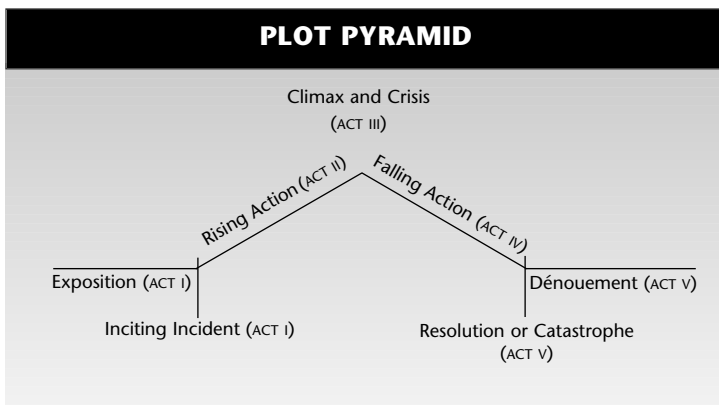 PLOT PYRAMID
Climax and Crisis
(ACT III)
Rising Action (ACT II)
Falling Action (ACT IV)
Exposition (ACT I)
Dénouement (ACT V)
Inciting Incident (ACT I)
Resolution or Catastrophe
(ACT V)